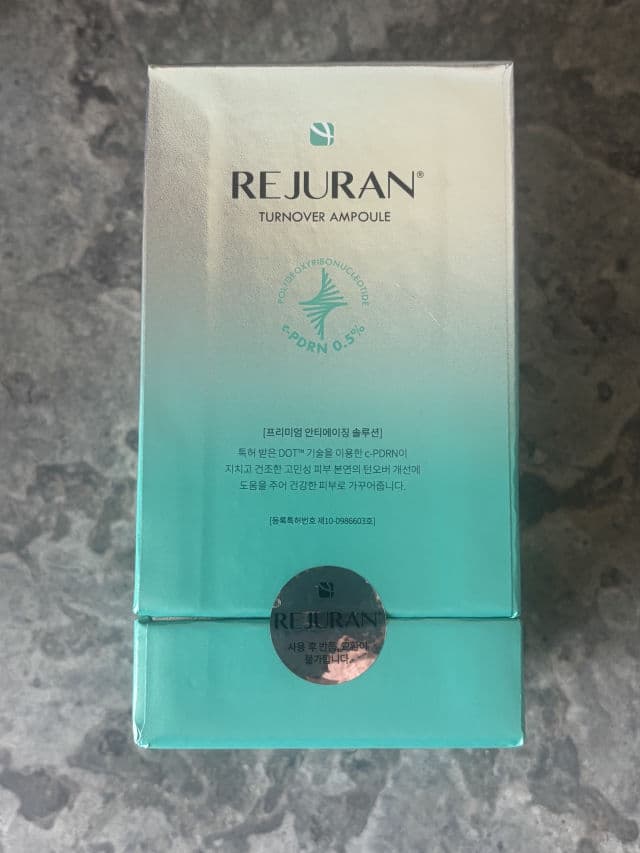 REJURAN®
TURNOVER AMPOULE
POLYDEOXYRIBONUCLEOTIDE
c-PDRN 0.5%
[프리미엄 안티에이징 솔루션]
특허 받은 DOT™ 기술을 이용한 c-PDRN이
지치고 건조한 고민성 피부 본연의 턴오버 개선에
도움을 주어 건강한 피부로 가꾸어줍니다.
[등록특허번호 제10-0986603호]
REJURAN
사용 후 반품, 교환이
불가합니다.